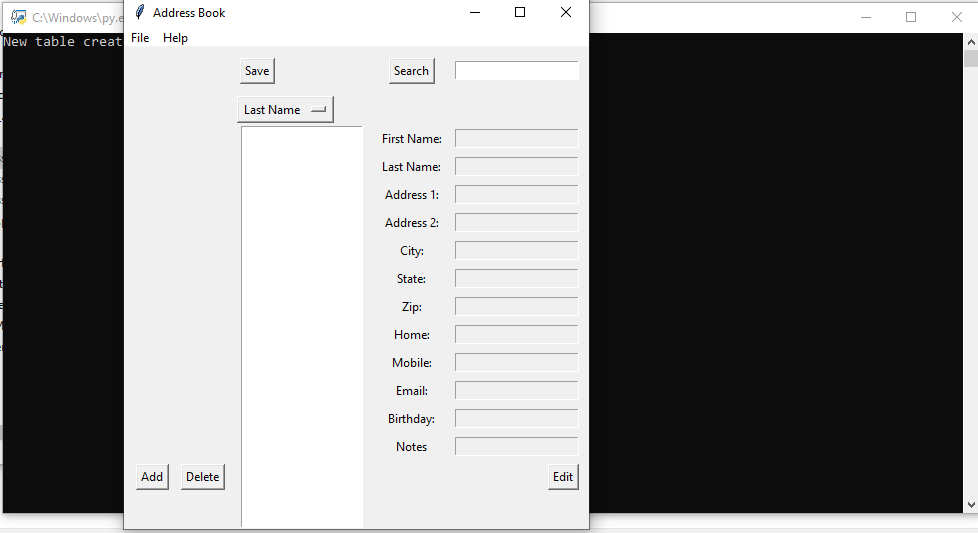 C:\Windows\py.e
Address Book
New table creat
File Help
Save Search
Last Name
First Name:
Last Name:
Address 1:
Address 2:
City:
State:
Zip:
Home:
Mobile:
Email:
Birthday:
Notes
Add Delete Edit